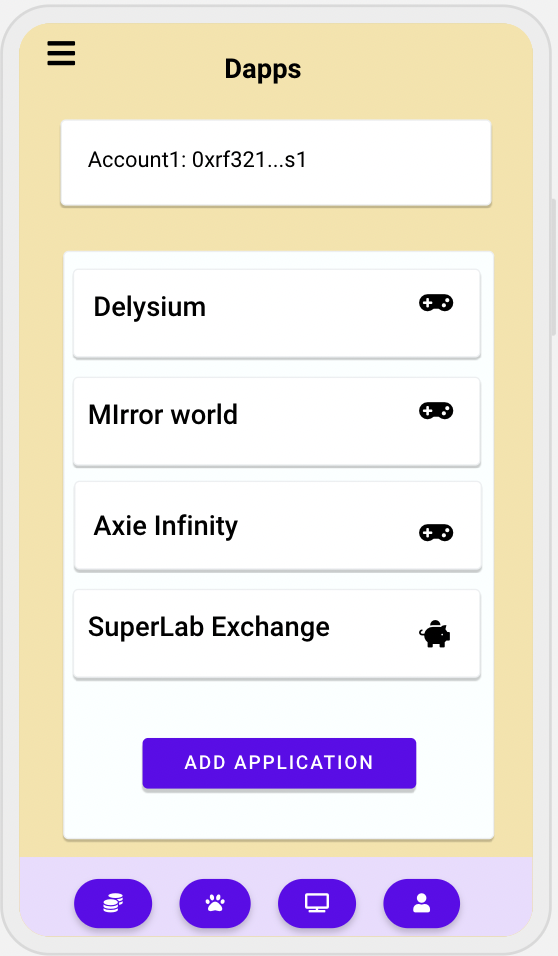 Dapps
Account1: 0xrf321...s1
Delysium
MIrror world
Axie Infinity
SuperLab Exchange
ADD APPLICATION